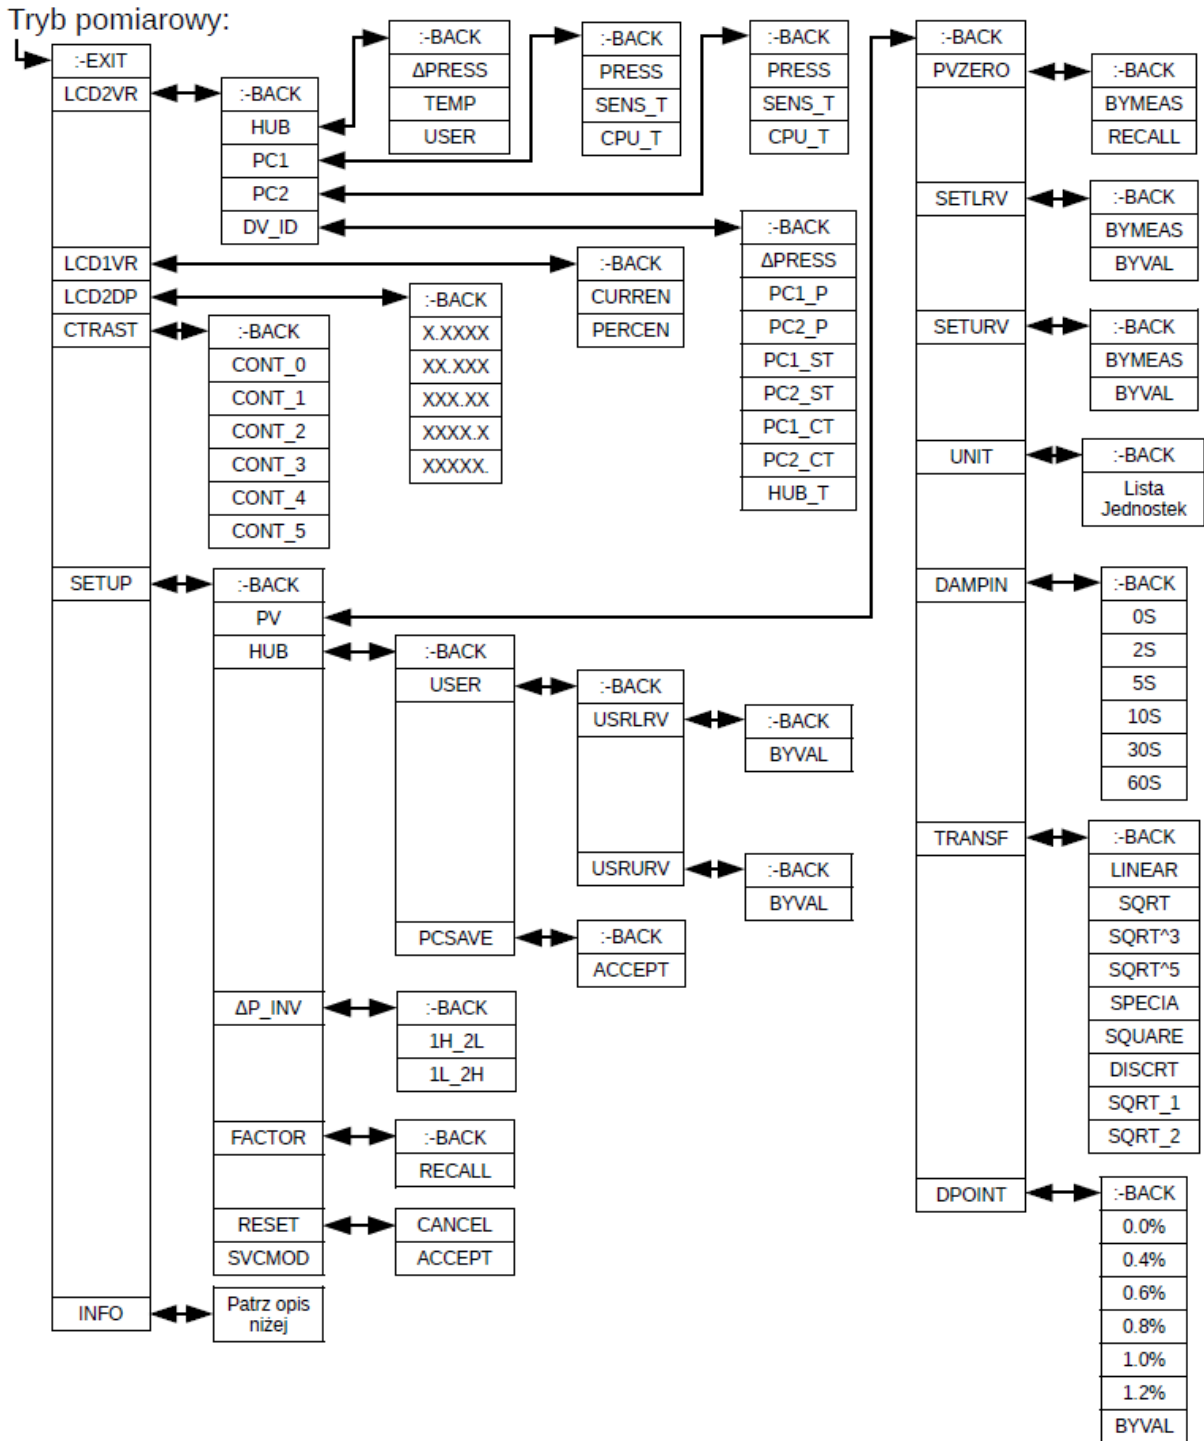 Tryb pomiarowy:
:-EXIT
LCD2VR
:-BACK
HUB
PC1
PC2
DV_ID
:-BACK
ΔPRESS
TEMP
USER
:-BACK
PRESS
SENS_T
CPU_T
:-BACK
PRESS
SENS_T
CPU_T
:-BACK
ΔPRESS
PC1_P
PC2_P
PC1_ST
PC2_ST
PC1_CT
PC2_CT
HUB_T
LCD1VR
:-BACK
CURREN
PERCEN
LCD2DP
:-BACK
X.XXXX
XX.XXX
XXX.XX
XXXX.X
XXXXX.
CTRAST
:-BACK
CONT_0
CONT_1
CONT_2
CONT_3
CONT_4
CONT_5
SETUP
:-BACK
PV
HUB
:-BACK
USER
:-BACK
USRLRV
:-BACK
BYVAL
USRURV
:-BACK
BYVAL
PCSAVE
:-BACK
ACCEPT
ΔP_INV
:-BACK
1H_2L
1L_2H
FACTOR
:-BACK
RECALL
RESET
SVCMOD
CANCEL
ACCEPT
INFO
Patrz opis
niżej
:-BACK
PVZERO
:-BACK
BYMEAS
RECALL
SETLRV
:-BACK
BYMEAS
BYVAL
SETURV
:-BACK
BYMEAS
BYVAL
UNIT
:-BACK
Lista
Jednostek
DAMPIN
:-BACK
0S
2S
5S
10S
30S
60S
TRANSF
:-BACK
LINEAR
SQRT
SQRT^3
SQRT^5
SPECIA
SQUARE
DISCRT
SQRT_1
SQRT_2
DPOINT
:-BACK
0.0%
0.4%
0.6%
0.8%
1.0%
1.2%
BYVAL